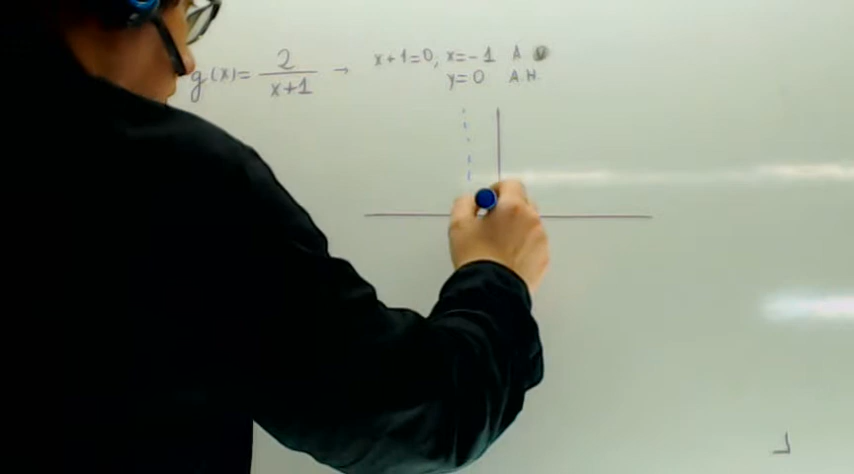 g(x)= 2/(x+1) → x+1=0, x=-1 A V
y=0 A H.